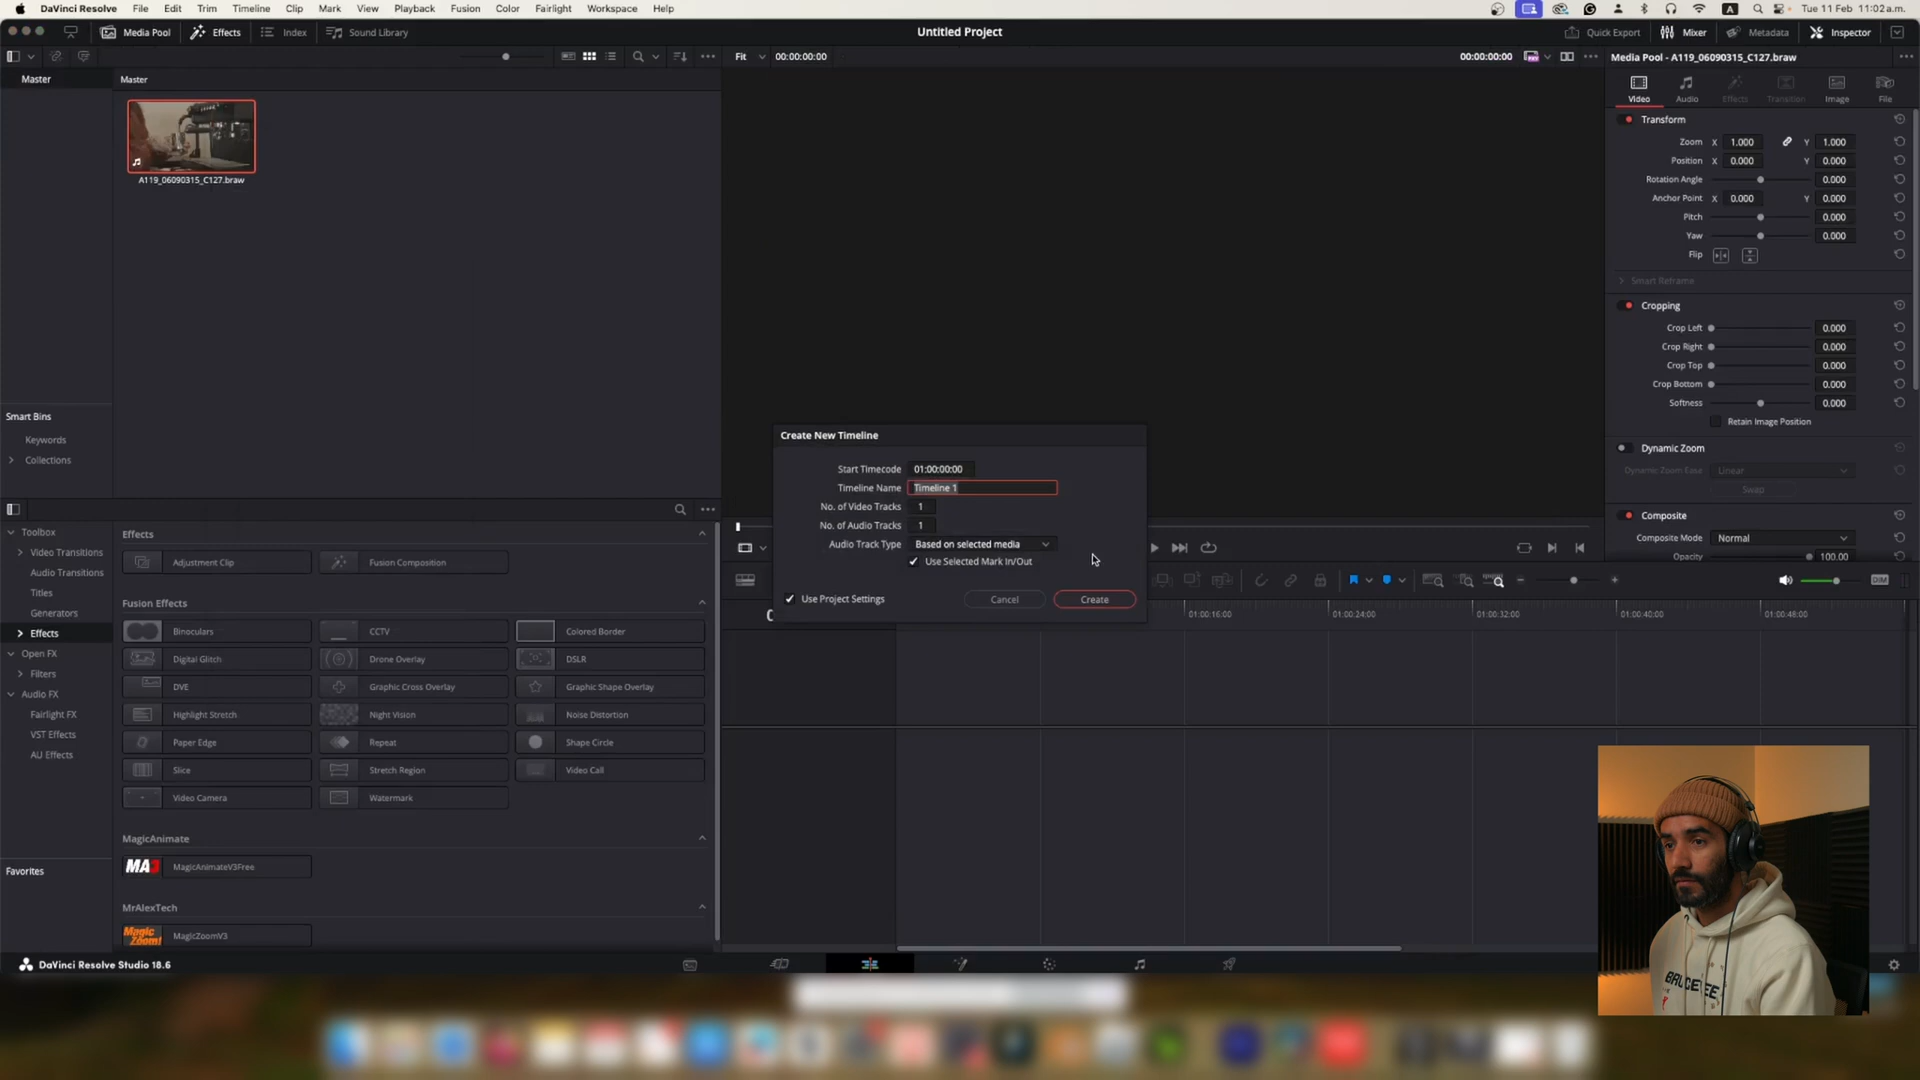 DaVinci Resolve File Edit Trim Timeline Clip Mark View Playback Fusion Color Fairlight Workspace Help
A Tue 11 Feb 11:02 a.m.
Media Pool Effects Index Sound Library
Untitled Project
Quick Export Mixer Metadata Inspector
Fit 00:00:00:00
00:00:00:00
Media Pool - A119_06090315_C127.braw
Master
Master
A119_06090315_C127.braw
Video Audio Effects Transition Image File
Transform
Zoom X 1.000 Y 1.000
Position X 0.000 Y 0.000
Rotation Angle 0.000
Anchor Point X 0.000 Y 0.000
Pitch 0.000
Yaw 0.000
Flip
Smart Reframe
Cropping
Crop Left 0.000
Crop Right 0.000
Crop Top 0.000
Crop Bottom 0.000
Softness 0.000
Retain Image Position
Dynamic Zoom
Dynamic Zoom Ease Linear
Swap
Composite
Composite Mode Normal
Opacity 100.00
Smart Bins
Keywords
Collections
Create New Timeline
Start Timecode 01:00:00:00
Timeline Name Timeline 1
No. of Video Tracks 1
No. of Audio Tracks 1
Audio Track Type Based on selected media
Use Selected Mark In/Out
Use Project Settings Cancel Create
DIM
01:00:16:00 01:00:24:00 01:00:32:00 01:00:40:00 01:00:48:00
Toolbox
Video Transitions
Audio Transitions
Titles
Generators
Effects
Open FX
Filters
Audio FX
Fairlight FX
VST Effects
AU Effects
Favorites
Effects
Adjustment Clip Fusion Composition
Fusion Effects
Binoculars CCTV Colored Border
Digital Glitch Drone Overlay DSLR
DVE Graphic Cross Overlay Graphic Shape Overlay
Highlight Stretch Night Vision Noise Distortion
Paper Edge Repeat Shape Circle
Slice Stretch Region Video Call
Video Camera Watermark
MagicAnimate
MA3 MagicAnimateV3Free
MrAlexTech
Magic Zoom! MagicZoomV3
DaVinci Resolve Studio 18.6